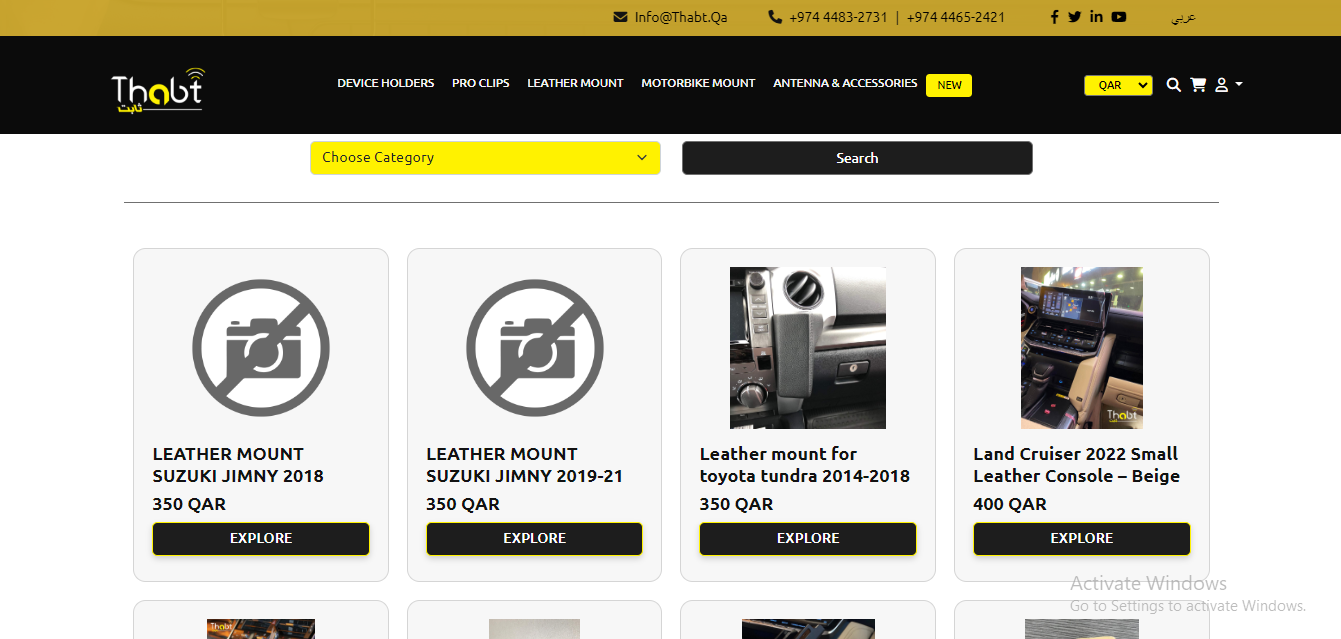 Info@Thabt.Qa
+974 4483-2731 | +974 4465-2421
عربي
Thabt
ثابت
DEVICE HOLDERS
PRO CLIPS
LEATHER MOUNT
MOTORBIKE MOUNT
ANTENNA & ACCESSORIES
NEW
QAR
Choose Category
Search
Thabt
LEATHER MOUNT
SUZUKI JIMNY 2018
350 QAR
EXPLORE
LEATHER MOUNT
SUZUKI JIMNY 2019-21
350 QAR
EXPLORE
Leather mount for
toyota tundra 2014-2018
350 QAR
EXPLORE
Land Cruiser 2022 Small
Leather Console – Beige
400 QAR
EXPLORE
Activate Windows
Go to Settings to activate Windows.
Thabt